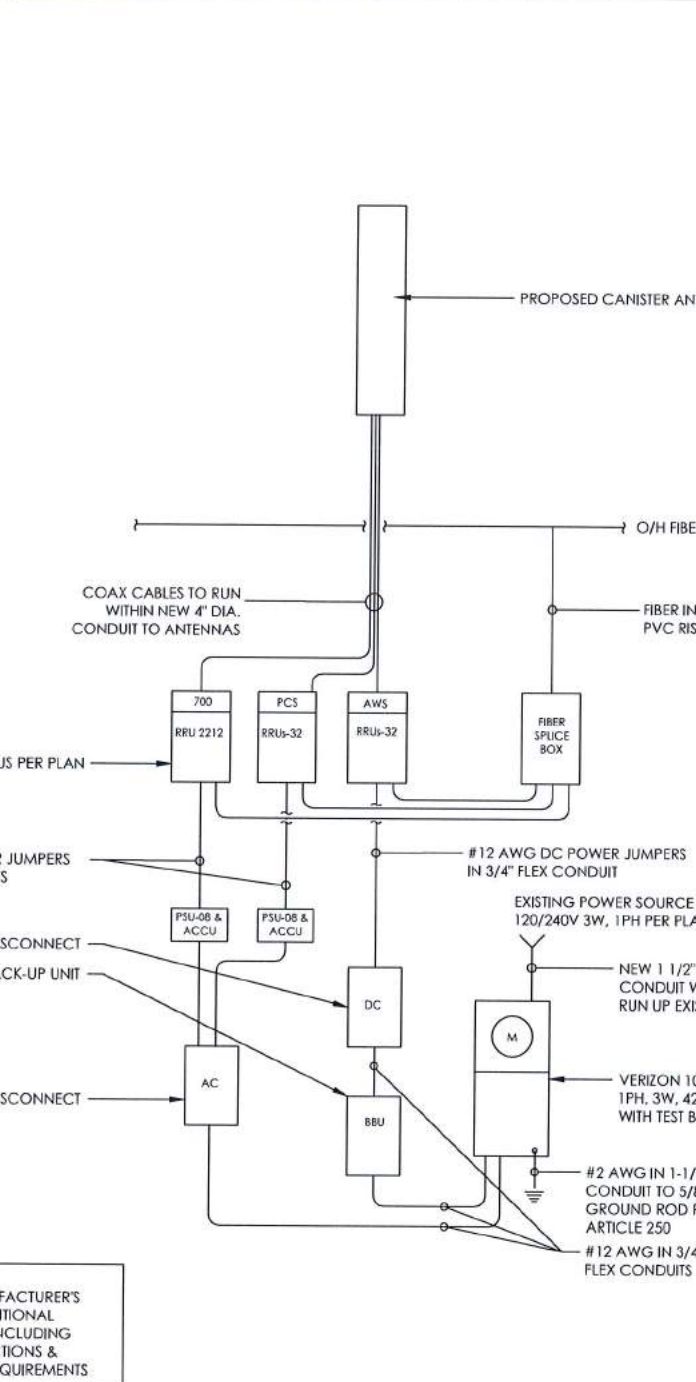 PROPOSED CANISTER AN
O/H FIBE
COAX CABLES TO RUN
WITHIN NEW 4" DIA.
CONDUIT TO ANTENNAS
FIBER IN
PVC RIS
700
RRU 2212
PCS
RRUs-32
AWS
RRUs-32
FIBER
SPLICE
BOX
US PER PLAN
JUMPERS
S
#12 AWG DC POWER JUMPERS
IN 3/4" FLEX CONDUIT
EXISTING POWER SOURCE
120/240V 3W, 1PH PER PLA
PSU-08 &
ACCU
PSU-08 &
ACCU
SCONNECT
CK-UP UNIT
NEW 1 1/2"
CONDUIT W
RUN UP EXI
DC
M
AC
BBU
SCONNECT
VERIZON 10
1PH, 3W, 42
WITH TEST B
#2 AWG IN 1-1/
CONDUIT TO 5/8
GROUND ROD P
ARTICLE 250
#12 AWG IN 3/4
FLEX CONDUITS
FACTURER'S
ITIONAL
NCLUDING
TIONS &
QUIREMENTS